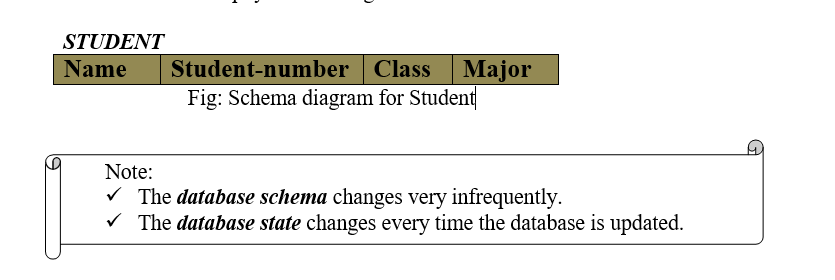 STUDENT
Name Student-number Class Major
Fig: Schema diagram for Student
Note:
✓ The database schema changes very infrequently.
✓ The database state changes every time the database is updated.